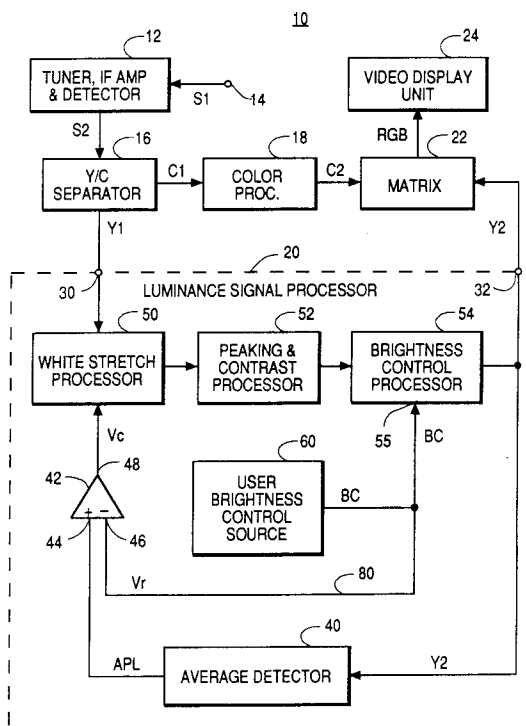 10
12
TUNER, IF AMP
& DETECTOR
S1
14
24
VIDEO DISPLAY
UNIT
S2
RGB
16
Y/C
SEPARATOR
C1
18
COLOR
PROC.
C2
22
MATRIX
Y1
Y2
20
30
LUMINANCE SIGNAL PROCESSOR
32
50
WHITE STRETCH
PROCESSOR
52
PEAKING &
CONTRAST
PROCESSOR
54
BRIGHTNESS
CONTROL
PROCESSOR
55
BC
Vc
48
42
+ −
44
46
60
USER
BRIGHTNESS
CONTROL
SOURCE
BC
Vr
80
40
AVERAGE DETECTOR
APL
Y2